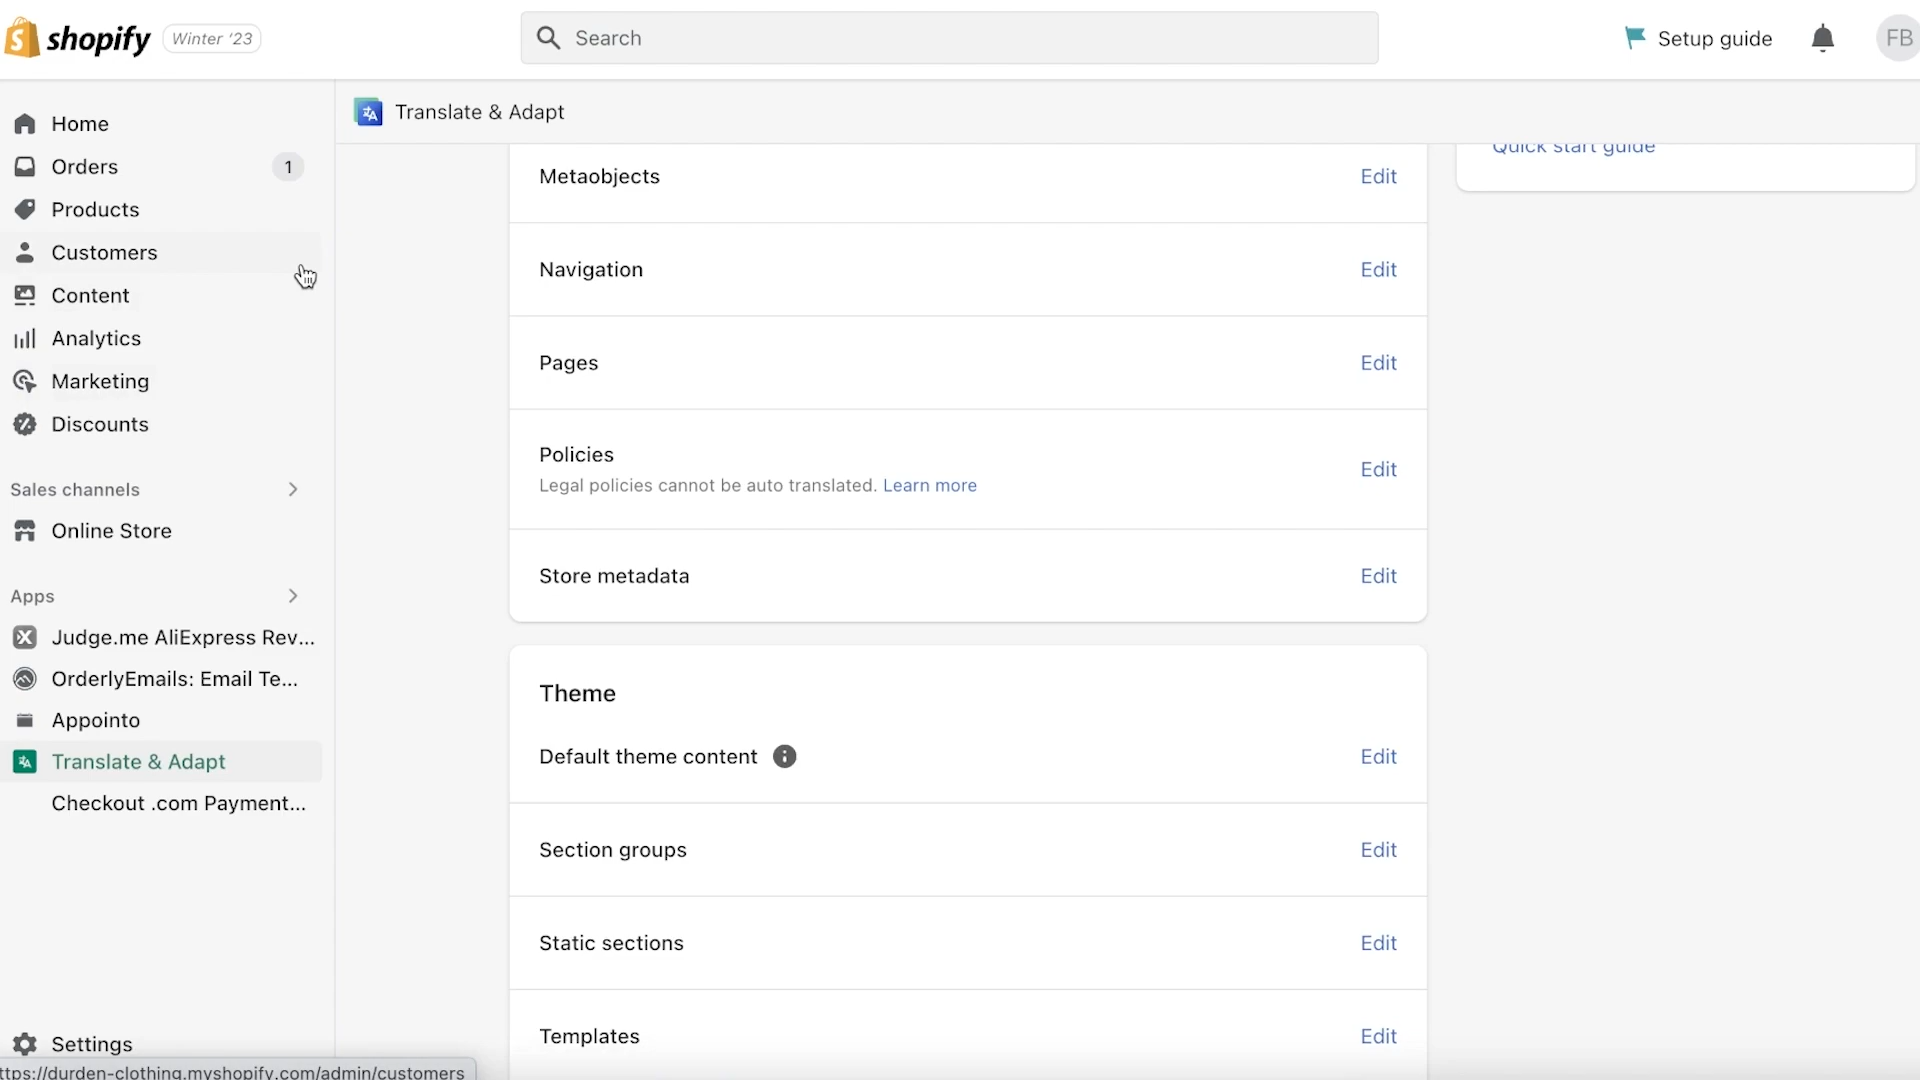 shopify Winter '23
Search
Setup guide
FB
Home
Orders 1
Products
Customers
Content
Analytics
Marketing
Discounts
Sales channels
Online Store
Apps
Judge.me AliExpress Rev...
OrderlyEmails: Email Te...
Appointo
Translate & Adapt
Checkout .com Payment...
Settings
ttps://durden-clothing.myshopify.com/admin/customers
Translate & Adapt
Metaobjects Edit
Navigation Edit
Pages Edit
Policies Edit
Legal policies cannot be auto translated. Learn more
Store metadata Edit
Theme
Default theme content Edit
Section groups Edit
Static sections Edit
Templates Edit
Quick start guide